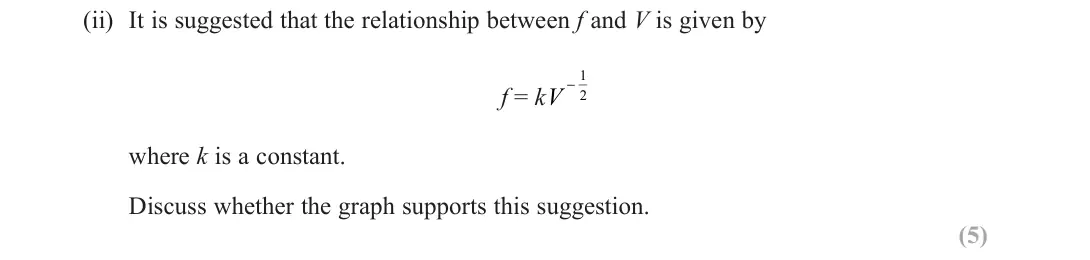 (ii) It is suggested that the relationship between f and V is given by
f = kV^{-\frac{1}{2}}
where k is a constant.
Discuss whether the graph supports this suggestion.
(5)